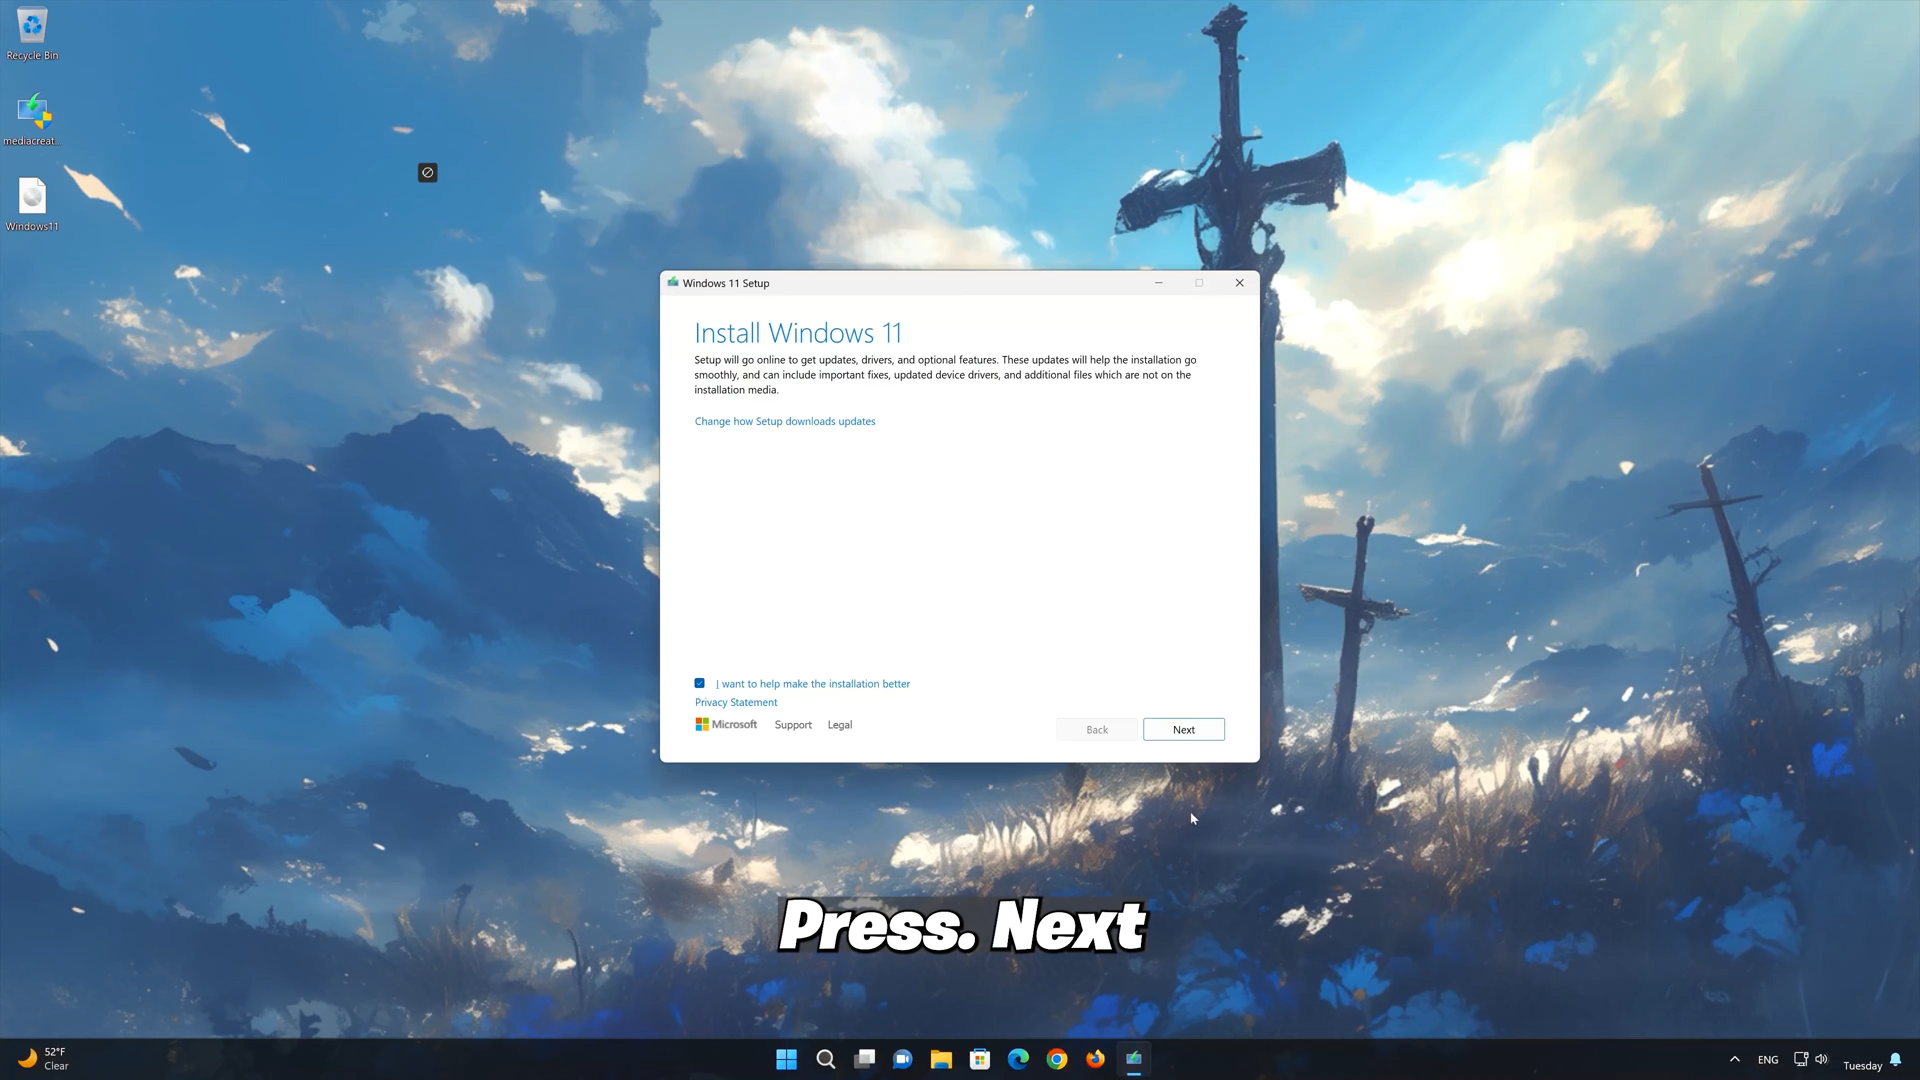 Recycle Bin
mediacreat...
Windows11
Windows 11 Setup
Install Windows 11
Setup will go online to get updates, drivers, and optional features. These updates will help the installation go
smoothly, and can include important fixes, updated device drivers, and additional files which are not on the
installation media.
Change how Setup downloads updates
I want to help make the installation better
Privacy Statement
Microsoft
Support
Legal
Back
Next
Press. Next
52°F
Clear
ENG
Tuesday